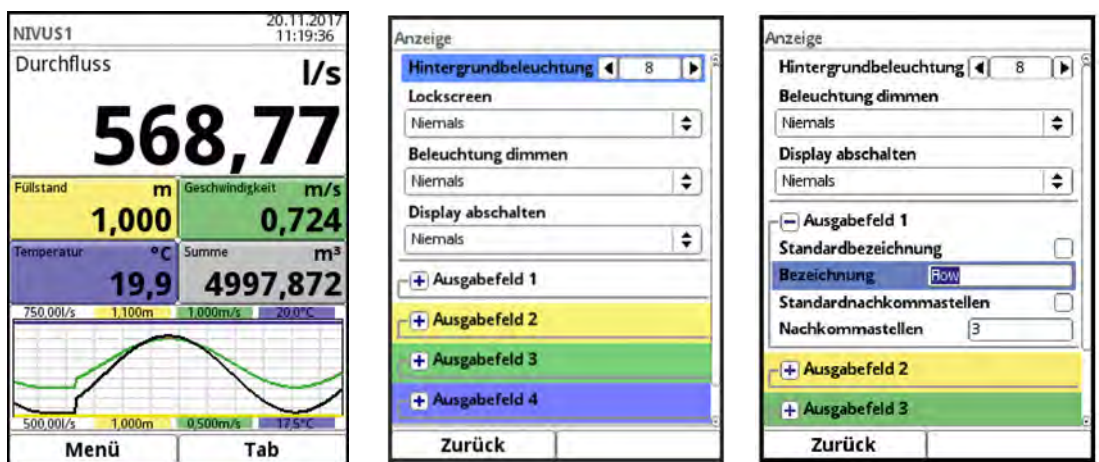 NIVUS1
20.11.2017
11:19:36
Durchfluss
l/s
568,77
Füllstand m
1,000
Geschwindigkeit m/s
0,724
Temperatur °C
19,9
Summe m³
4997,872
750,00l/s 1,100m 1,000m/s 20,0°C
500,00l/s 1,000m 0,500m/s 17,5°C
Menü Tab
Anzeige
Hintergrundbeleuchtung 8
Lockscreen
Niemals
Beleuchtung dimmen
Niemals
Display abschalten
Niemals
Ausgabefeld 1
Ausgabefeld 2
Ausgabefeld 3
Ausgabefeld 4
Zurück
Anzeige
Hintergrundbeleuchtung 8
Beleuchtung dimmen
Niemals
Display abschalten
Niemals
Ausgabefeld 1
Standardbezeichnung
Bezeichnung Flow
Standardnachkommastellen
Nachkommastellen 3
Ausgabefeld 2
Ausgabefeld 3
Zurück